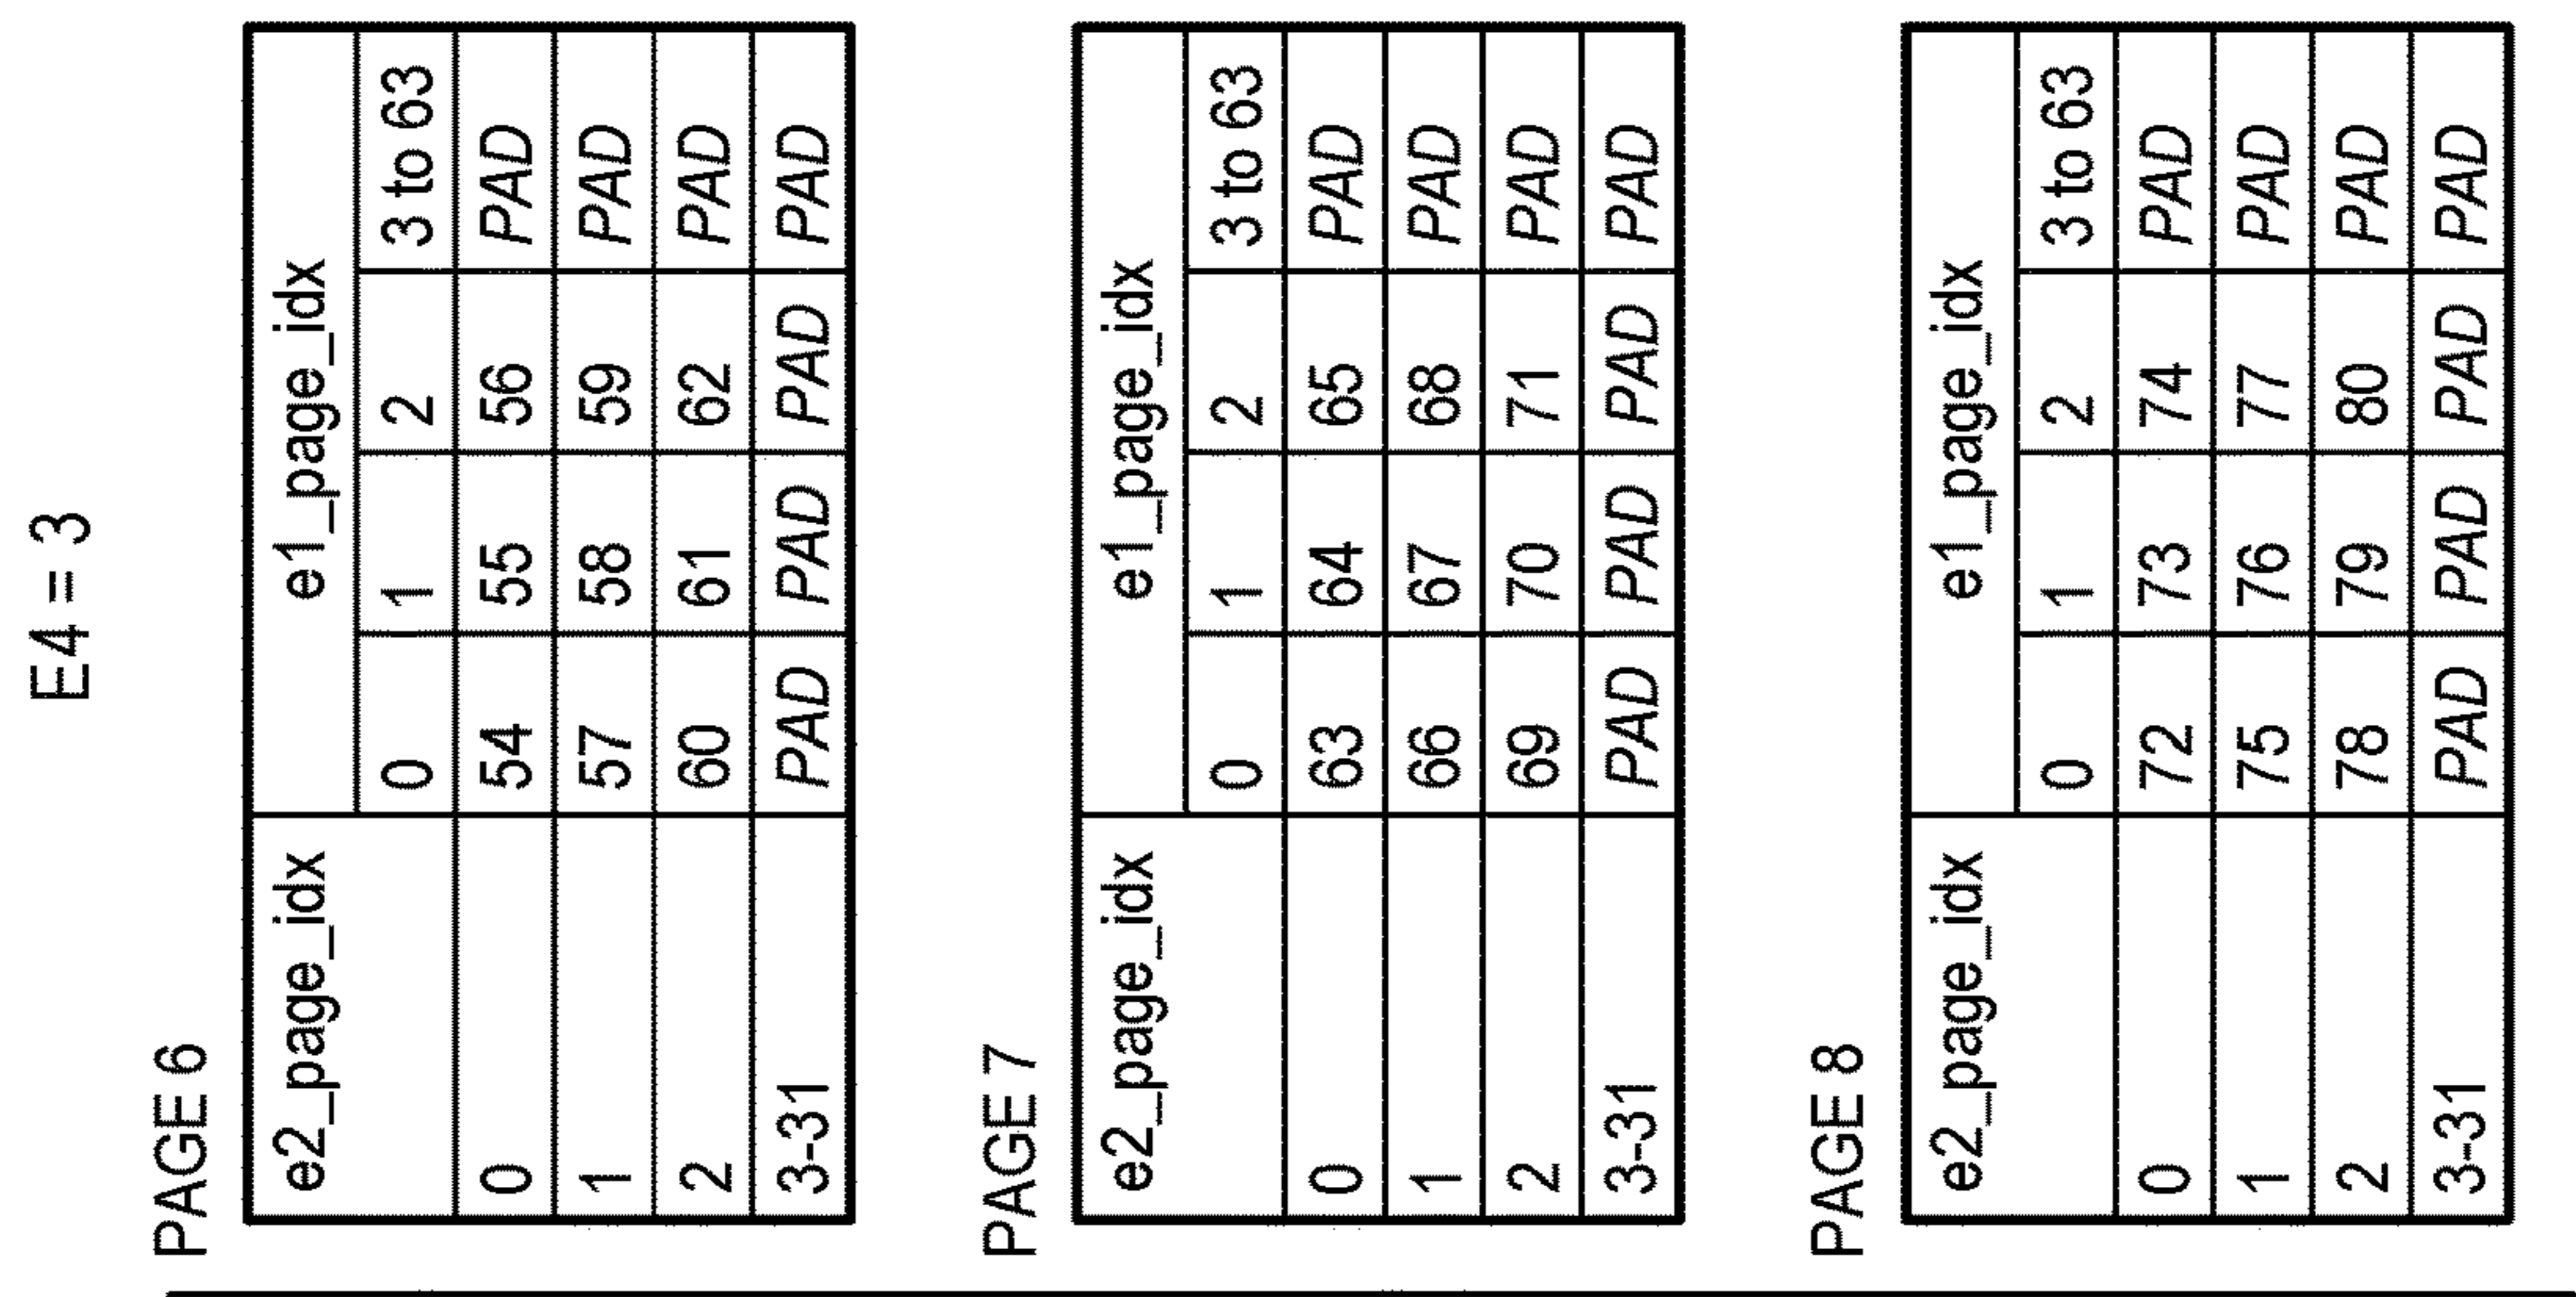 E4 = 3
PAGE 6
e2_page_idx e1_page_idx
0 1 2 3 to 63
0 54 55 56 PAD
1 57 58 59 PAD
2 60 61 62 PAD
3-31 PAD PAD PAD PAD
PAGE 7
e2_page_idx e1_page_idx
0 1 2 3 to 63
0 63 64 65 PAD
1 66 67 68 PAD
2 69 70 71 PAD
3-31 PAD PAD PAD PAD
PAGE 8
e2_page_idx e1_page_idx
0 1 2 3 to 63
0 72 73 74 PAD
1 75 76 77 PAD
2 78 79 80 PAD
3-31 PAD PAD PAD PAD